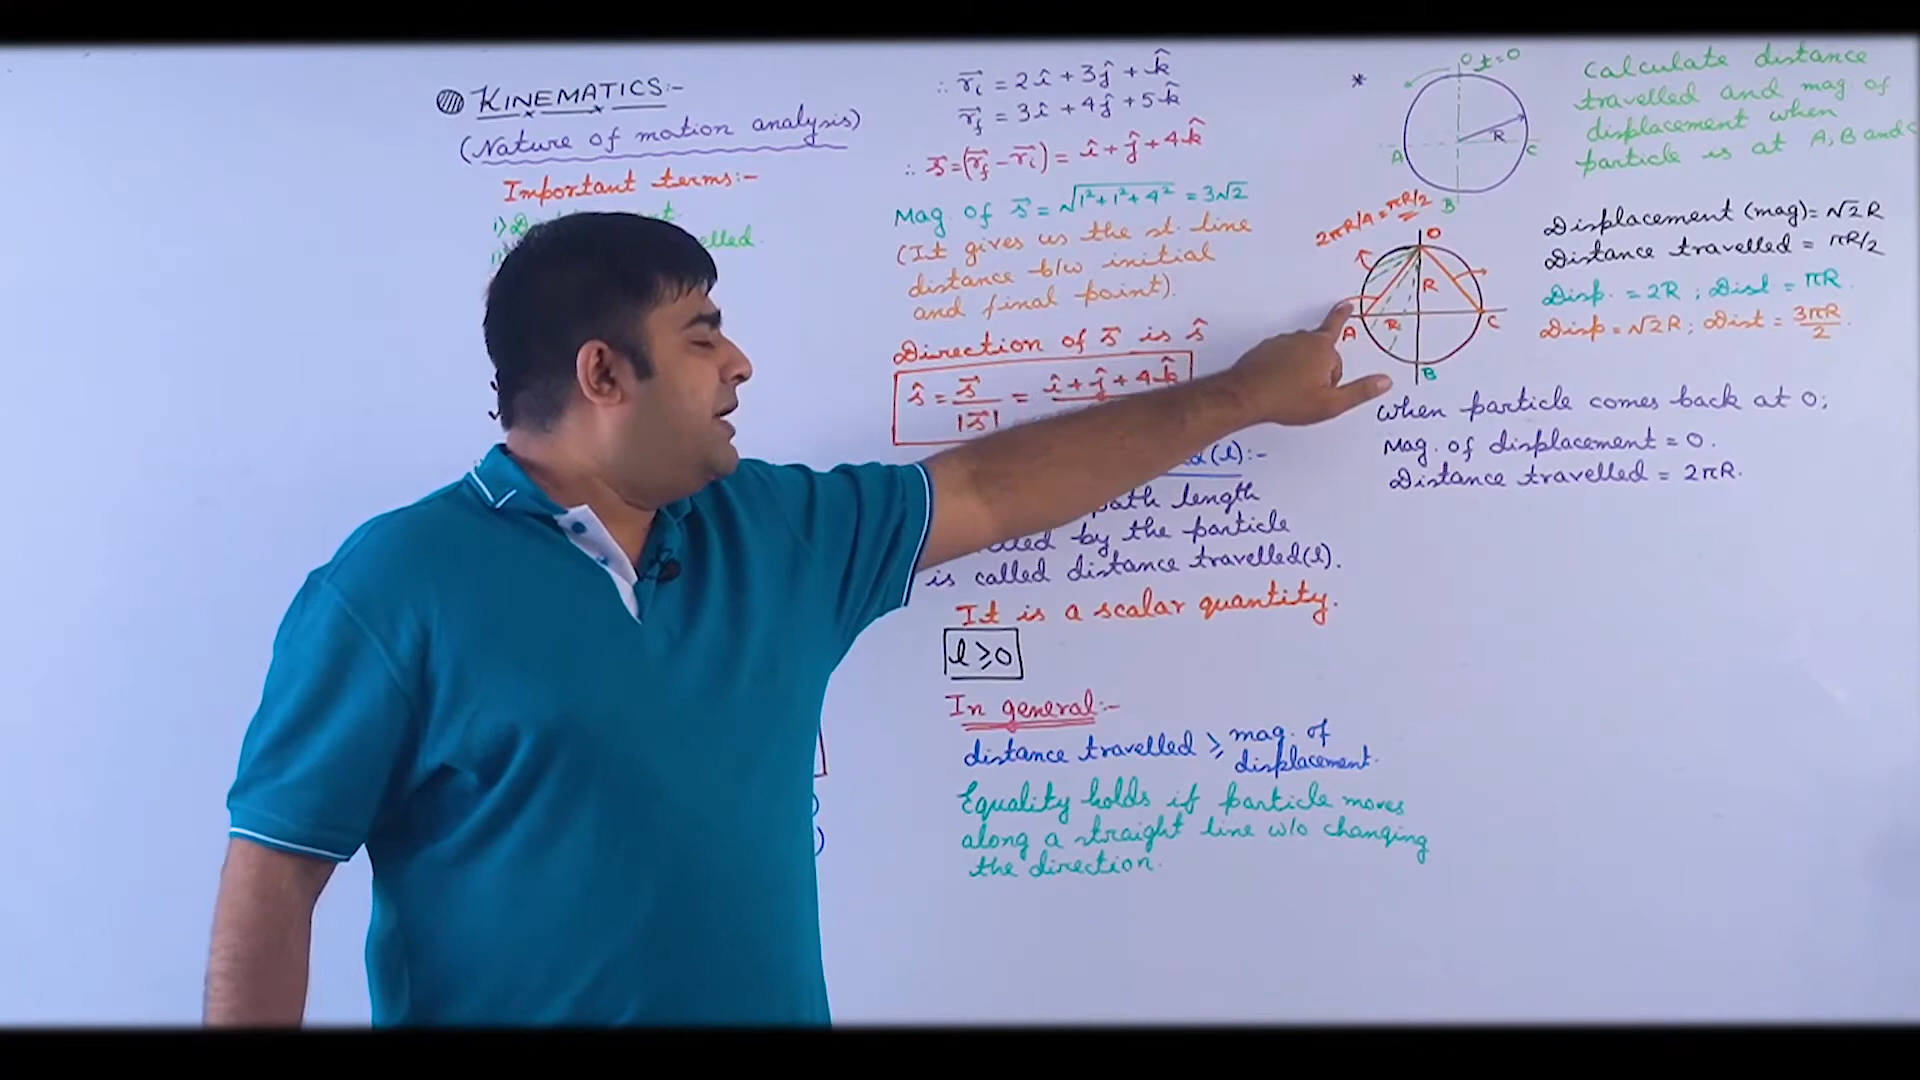 KINEMATICS:-
(Nature of motion analysis)
Important terms:-
i)
∴ r⃗i = 2î + 3ĵ + k̂
r⃗f = 3î + 4ĵ + 5k̂
∴ s⃗ = (r⃗f - r⃗i) = î + ĵ + 4k̂
Mag. of s⃗ = √1²+1²+4² = 3√2
(It gives us the st. line
distance b/w initial
and final point).
Direction of s⃗ is ŝ
ŝ = s⃗/|s⃗| = î + ĵ + 4k̂
(l):-
path length
by the particle
is called distance travelled(l).
It is a scalar quantity.
l ≥ 0
In general:-
distance travelled ≥ mag. of
displacement.
Equality holds if particle moves
along a straight line w/o changing
the direction.
*
O t=0
R
A
C
B
Calculate distance
travelled and mag. of
displacement when
particle is at A, B and C
2πR/4 = πR/2
O
R
A
R
C
B
Displacement (mag) = √2R
Distance travelled = πR/2
Disp. = 2R ; Dist = πR.
Disp = √2R ; Dist = 3πR/2.
When particle comes back at O;
Mag. of displacement = 0.
Distance travelled = 2πR.